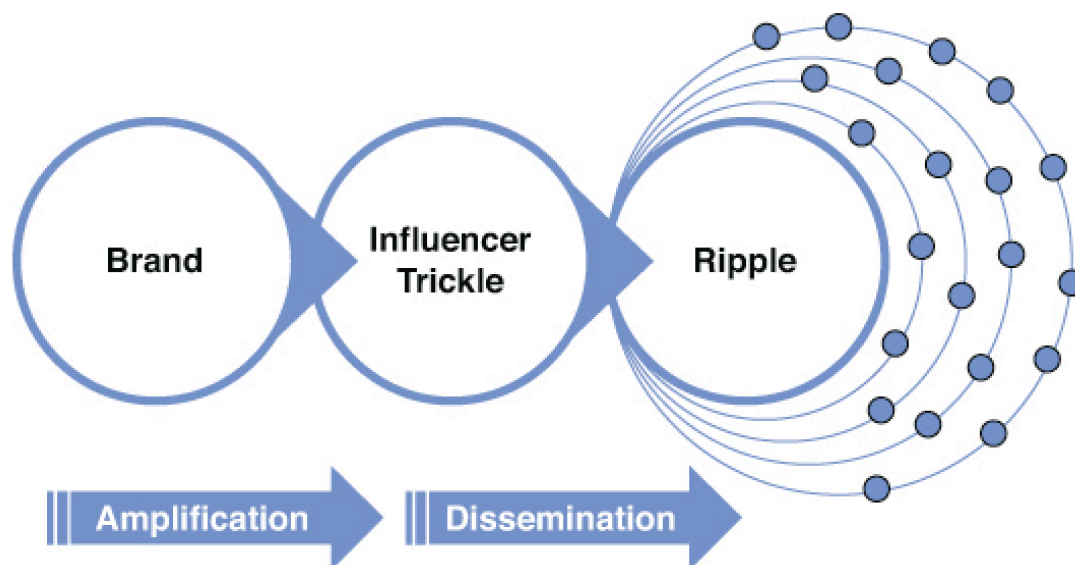 Brand
Influencer
Trickle
Ripple
Amplification
Dissemination